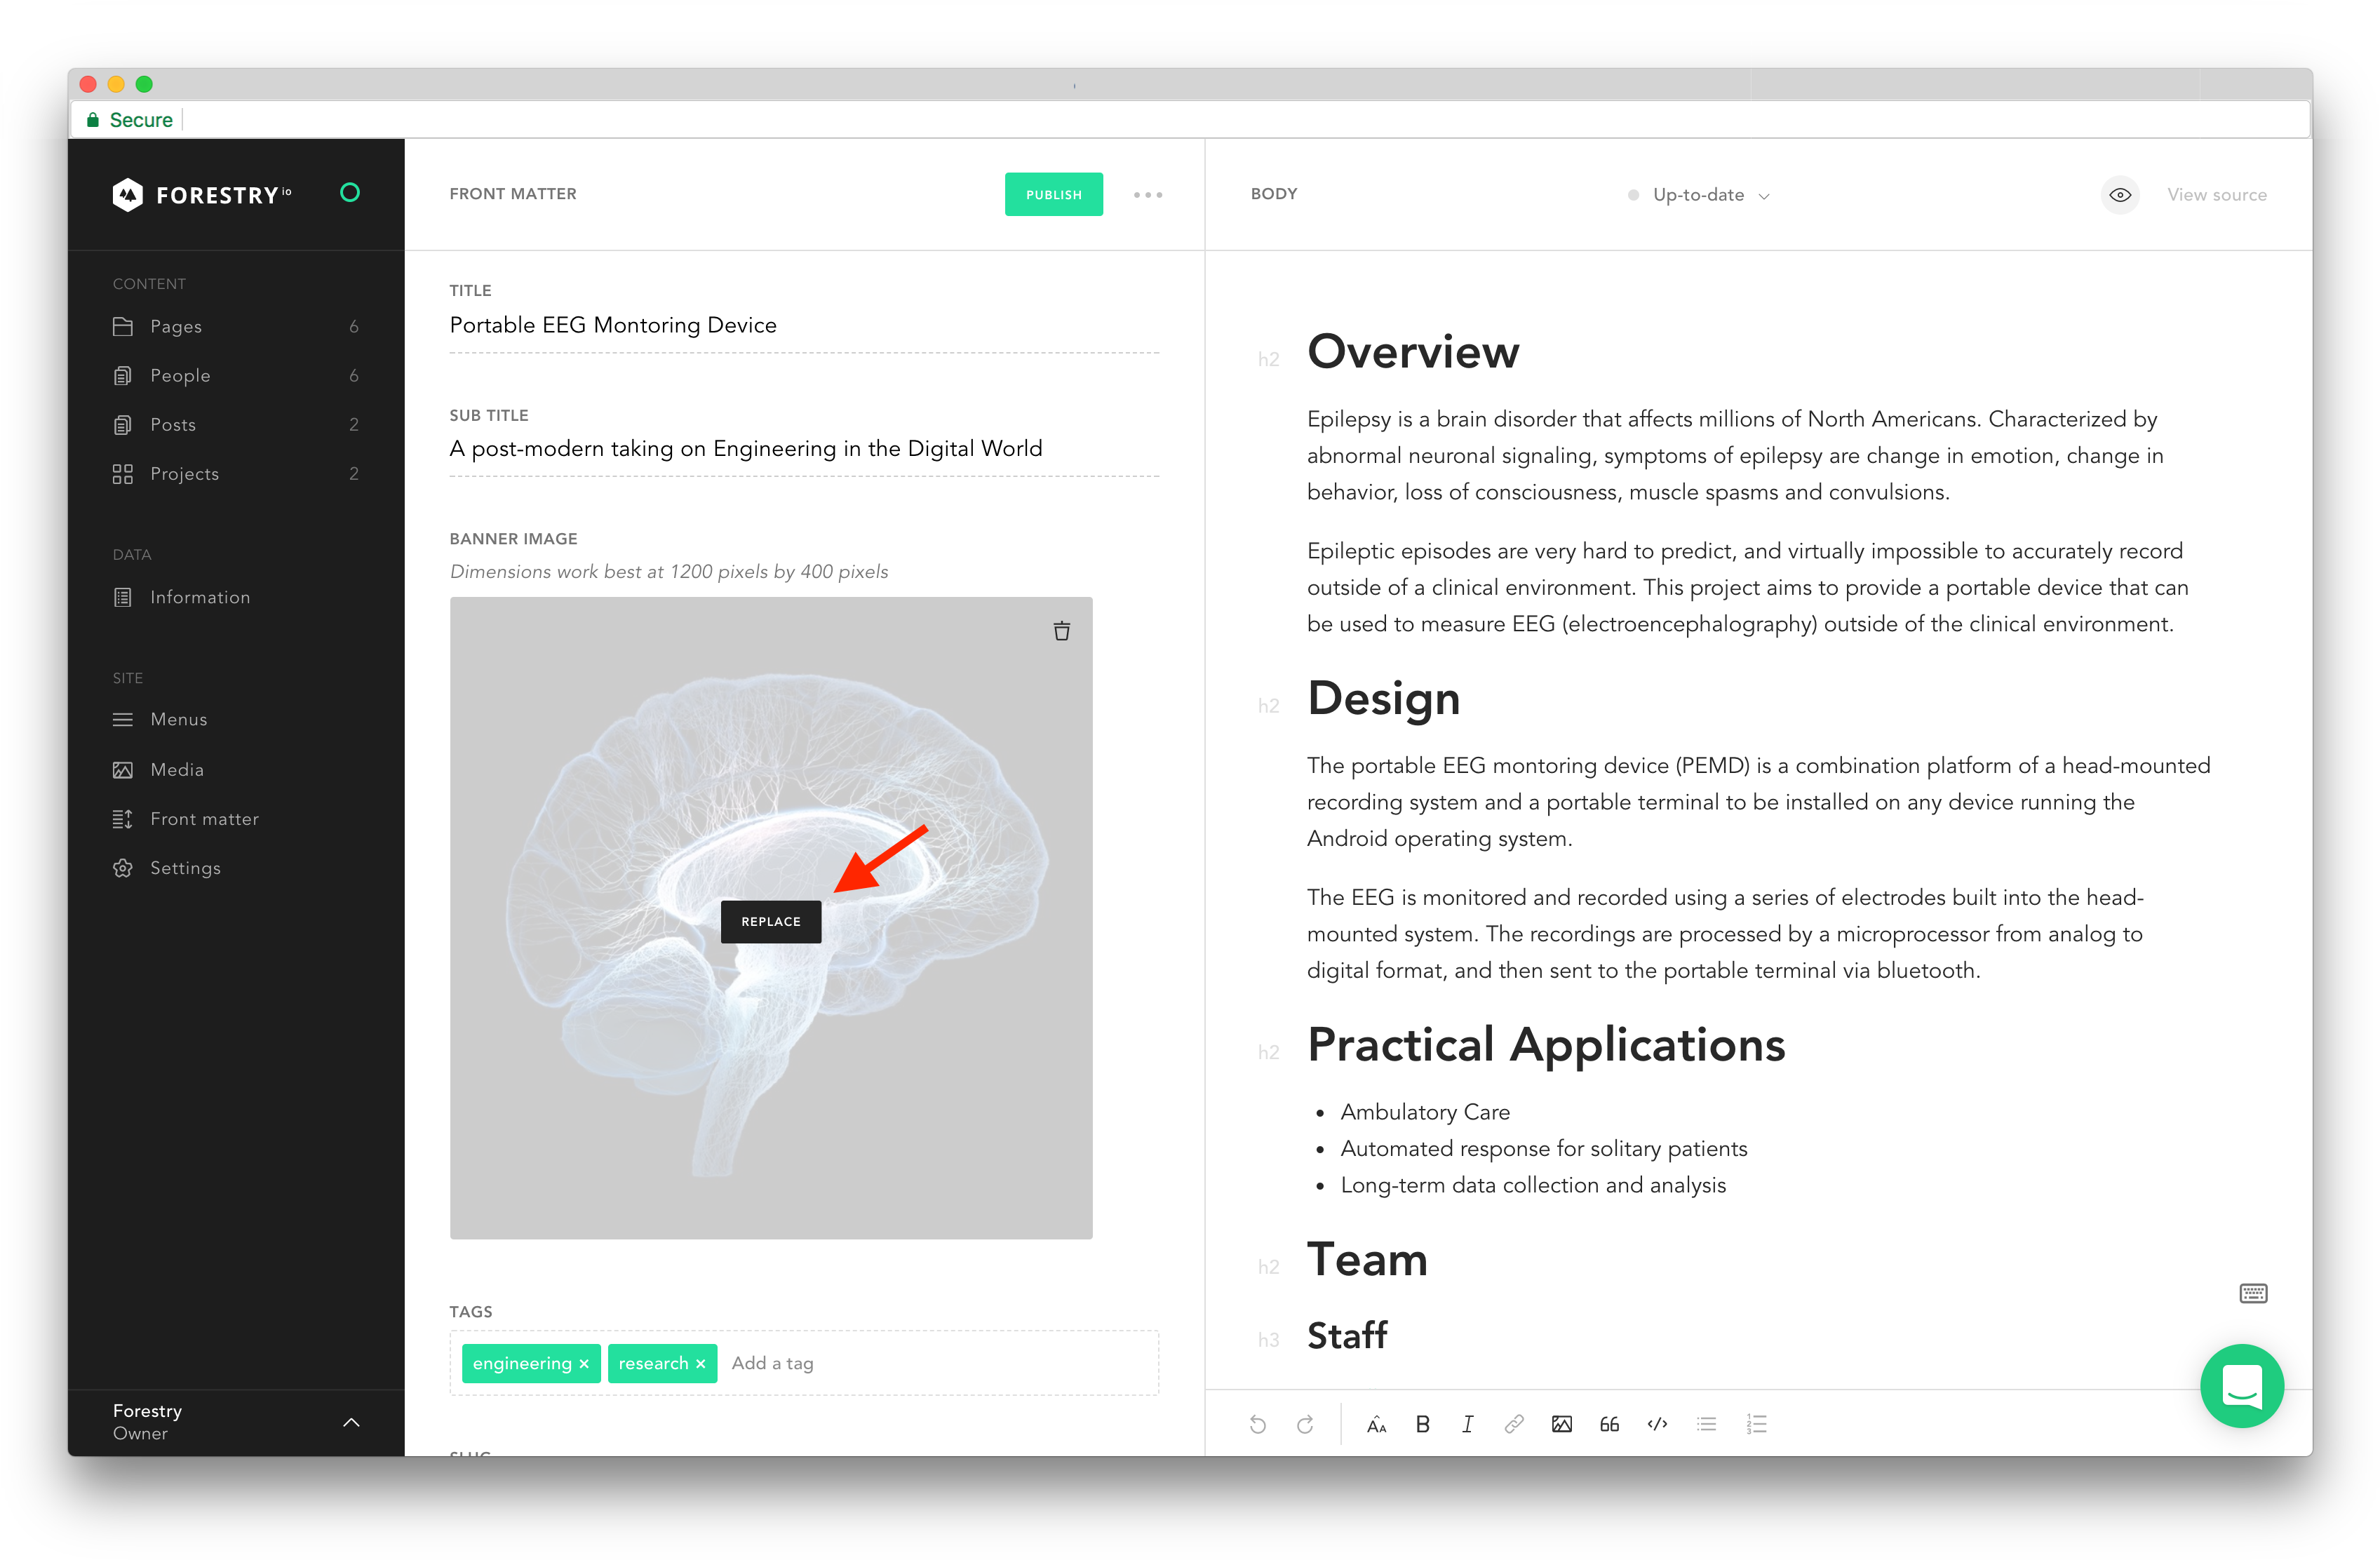 Secure
FORESTRY io
CONTENT
Pages 6
People 6
Posts 2
Projects 2
DATA
Information
SITE
Menus
Media
Front matter
Settings
Forestry
Owner
FRONT MATTER
PUBLISH
TITLE
Portable EEG Montoring Device
SUB TITLE
A post-modern taking on Engineering in the Digital World
BANNER IMAGE
Dimensions work best at 1200 pixels by 400 pixels
REPLACE
TAGS
engineering × research × Add a tag
SLUG
BODY
Up-to-date
View source
h2 Overview
Epilepsy is a brain disorder that affects millions of North Americans. Characterized by
abnormal neuronal signaling, symptoms of epilepsy are change in emotion, change in
behavior, loss of consciousness, muscle spasms and convulsions.
Epileptic episodes are very hard to predict, and virtually impossible to accurately record
outside of a clinical environment. This project aims to provide a portable device that can
be used to measure EEG (electroencephalography) outside of the clinical environment.
h2 Design
The portable EEG montoring device (PEMD) is a combination platform of a head-mounted
recording system and a portable terminal to be installed on any device running the
Android operating system.
The EEG is monitored and recorded using a series of electrodes built into the head-
mounted system. The recordings are processed by a microprocessor from analog to
digital format, and then sent to the portable terminal via bluetooth.
h2 Practical Applications
• Ambulatory Care
• Automated response for solitary patients
• Long-term data collection and analysis
h2 Team
h3 Staff